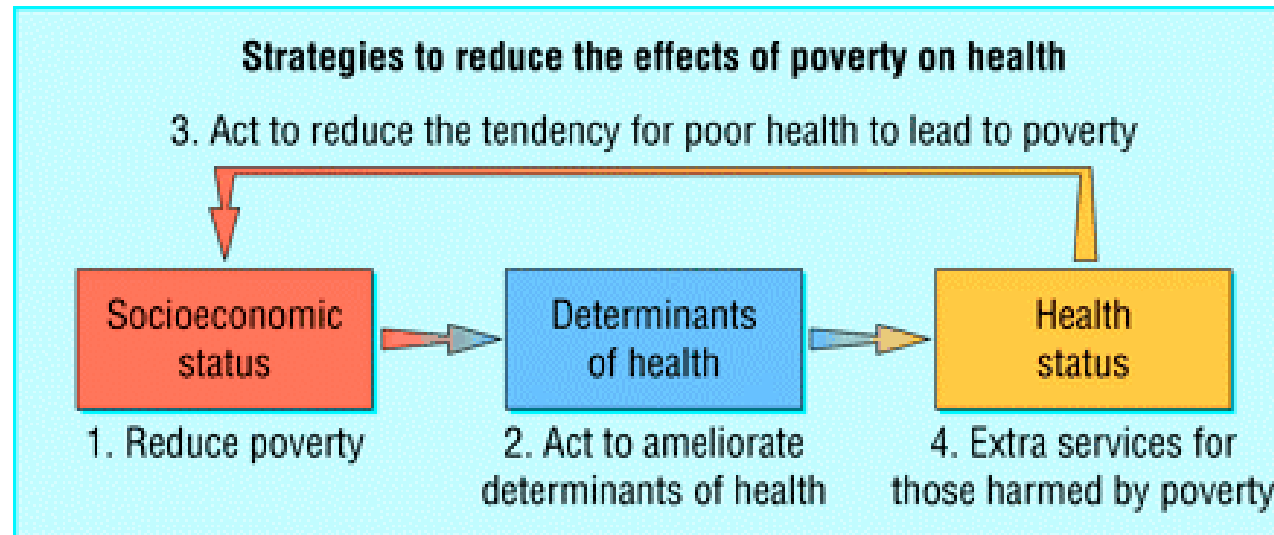 Strategies to reduce the effects of poverty on health
3. Act to reduce the tendency for poor health to lead to poverty
Socioeconomic
status
Determinants
of health
Health
status
1. Reduce poverty
2. Act to ameliorate
determinants of health
4. Extra services for
those harmed by poverty